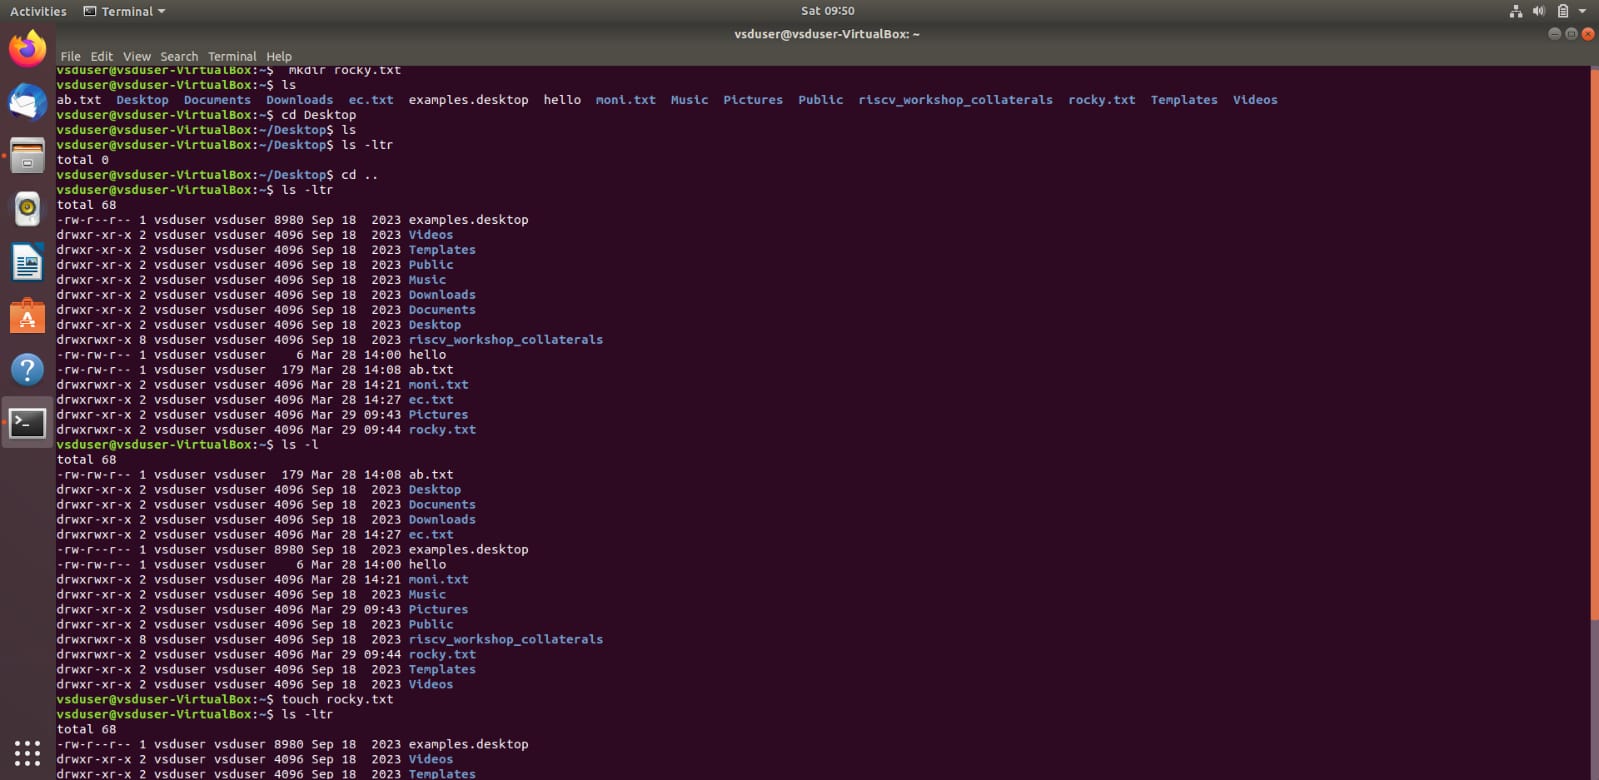 Activities Terminal Sat 09:50
vsduser@vsduser-VirtualBox: ~
File Edit View Search Terminal Help
vsduser@vsduser-VirtualBox:~$  mkdir rocky.txt
vsduser@vsduser-VirtualBox:~$ ls
ab.txt  Desktop  Documents  Downloads  ec.txt  examples.desktop  hello  moni.txt  Music  Pictures  Public  riscv_workshop_collaterals  rocky.txt  Templates  Videos
vsduser@vsduser-VirtualBox:~$ cd Desktop
vsduser@vsduser-VirtualBox:~/Desktop$ ls
vsduser@vsduser-VirtualBox:~/Desktop$ ls -ltr
total 0
vsduser@vsduser-VirtualBox:~/Desktop$ cd ..
vsduser@vsduser-VirtualBox:~$ ls -ltr
total 68
-rw-r--r-- 1 vsduser vsduser 8980 Sep 18  2023 examples.desktop
drwxr-xr-x 2 vsduser vsduser 4096 Sep 18  2023 Videos
drwxr-xr-x 2 vsduser vsduser 4096 Sep 18  2023 Templates
drwxr-xr-x 2 vsduser vsduser 4096 Sep 18  2023 Public
drwxr-xr-x 2 vsduser vsduser 4096 Sep 18  2023 Music
drwxr-xr-x 2 vsduser vsduser 4096 Sep 18  2023 Downloads
drwxr-xr-x 2 vsduser vsduser 4096 Sep 18  2023 Documents
drwxr-xr-x 2 vsduser vsduser 4096 Sep 18  2023 Desktop
drwxrwxr-x 8 vsduser vsduser 4096 Sep 18  2023 riscv_workshop_collaterals
-rw-rw-r-- 1 vsduser vsduser    6 Mar 28 14:00 hello
-rw-rw-r-- 1 vsduser vsduser  179 Mar 28 14:08 ab.txt
drwxrwxr-x 2 vsduser vsduser 4096 Mar 28 14:21 moni.txt
drwxrwxr-x 2 vsduser vsduser 4096 Mar 28 14:27 ec.txt
drwxr-xr-x 2 vsduser vsduser 4096 Mar 29 09:43 Pictures
drwxrwxr-x 2 vsduser vsduser 4096 Mar 29 09:44 rocky.txt
vsduser@vsduser-VirtualBox:~$ ls -l
total 68
-rw-rw-r-- 1 vsduser vsduser  179 Mar 28 14:08 ab.txt
drwxr-xr-x 2 vsduser vsduser 4096 Sep 18  2023 Desktop
drwxr-xr-x 2 vsduser vsduser 4096 Sep 18  2023 Documents
drwxr-xr-x 2 vsduser vsduser 4096 Sep 18  2023 Downloads
drwxrwxr-x 2 vsduser vsduser 4096 Mar 28 14:27 ec.txt
-rw-r--r-- 1 vsduser vsduser 8980 Sep 18  2023 examples.desktop
-rw-rw-r-- 1 vsduser vsduser    6 Mar 28 14:00 hello
drwxrwxr-x 2 vsduser vsduser 4096 Mar 28 14:21 moni.txt
drwxr-xr-x 2 vsduser vsduser 4096 Sep 18  2023 Music
drwxr-xr-x 2 vsduser vsduser 4096 Mar 29 09:43 Pictures
drwxr-xr-x 2 vsduser vsduser 4096 Sep 18  2023 Public
drwxrwxr-x 8 vsduser vsduser 4096 Sep 18  2023 riscv_workshop_collaterals
drwxrwxr-x 2 vsduser vsduser 4096 Mar 29 09:44 rocky.txt
drwxr-xr-x 2 vsduser vsduser 4096 Sep 18  2023 Templates
drwxr-xr-x 2 vsduser vsduser 4096 Sep 18  2023 Videos
vsduser@vsduser-VirtualBox:~$ touch rocky.txt
vsduser@vsduser-VirtualBox:~$ ls -ltr
total 68
-rw-r--r-- 1 vsduser vsduser 8980 Sep 18  2023 examples.desktop
drwxr-xr-x 2 vsduser vsduser 4096 Sep 18  2023 Videos
drwxr-xr-x 2 vsduser vsduser 4096 Sep 18  2023 Templates